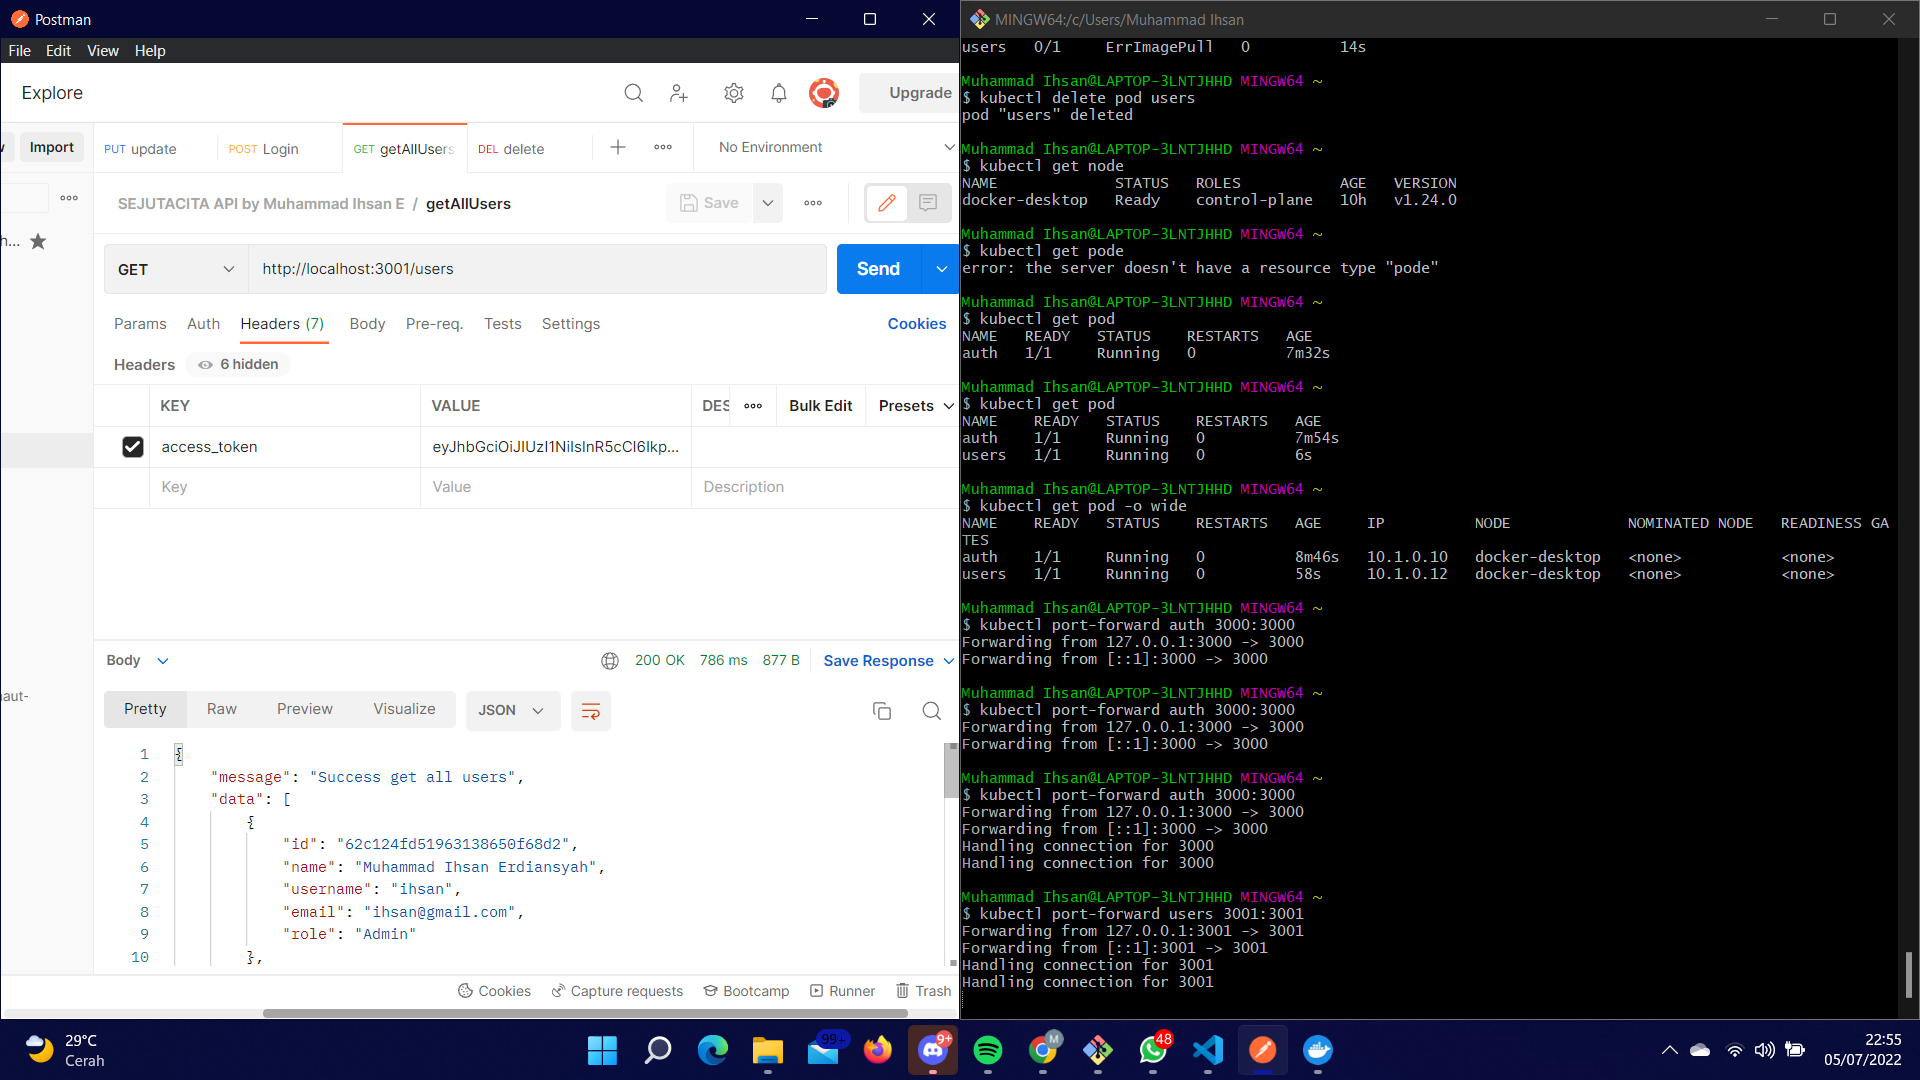 Postman
File Edit View Help
Explore
Upgrade
Import
PUT update
POST Login
GET getAllUsers
DEL delete
No Environment
SEJUTACITA API by Muhammad Ihsan E / getAllUsers
Save
h...
GET
http://localhost:3001/users
Send
Params Auth Headers (7) Body Pre-req. Tests Settings
Cookies
Headers 6 hidden
KEY VALUE DES Bulk Edit Presets
access_token eyJhbGciOiJIUzI1NiIsInR5cCI6Ikp...
Key Value Description
Body 200 OK 786 ms 877 B Save Response
naut-
Pretty Raw Preview Visualize JSON
1 {
2 "message": "Success get all users",
3 "data": [
4 {
5 "id": "62c124fd51963138650f68d2",
6 "name": "Muhammad Ihsan Erdiansyah",
7 "username": "ihsan",
8 "email": "ihsan@gmail.com",
9 "role": "Admin"
10 },
Cookies Capture requests Bootcamp Runner Trash
MINGW64:/c/Users/Muhammad Ihsan
users 0/1 ErrImagePull 0 14s
Muhammad Ihsan@LAPTOP-3LNTJHHD MINGW64 ~
$ kubectl delete pod users
pod "users" deleted
Muhammad Ihsan@LAPTOP-3LNTJHHD MINGW64 ~
$ kubectl get node
NAME STATUS ROLES AGE VERSION
docker-desktop Ready control-plane 10h v1.24.0
Muhammad Ihsan@LAPTOP-3LNTJHHD MINGW64 ~
$ kubectl get pode
error: the server doesn't have a resource type "pode"
Muhammad Ihsan@LAPTOP-3LNTJHHD MINGW64 ~
$ kubectl get pod
NAME READY STATUS RESTARTS AGE
auth 1/1 Running 0 7m32s
Muhammad Ihsan@LAPTOP-3LNTJHHD MINGW64 ~
$ kubectl get pod
NAME READY STATUS RESTARTS AGE
auth 1/1 Running 0 7m54s
users 1/1 Running 0 6s
Muhammad Ihsan@LAPTOP-3LNTJHHD MINGW64 ~
$ kubectl get pod -o wide
NAME READY STATUS RESTARTS AGE IP NODE NOMINATED NODE READINESS GA
TES
auth 1/1 Running 0 8m46s 10.1.0.10 docker-desktop <none> <none>
users 1/1 Running 0 58s 10.1.0.12 docker-desktop <none> <none>
Muhammad Ihsan@LAPTOP-3LNTJHHD MINGW64 ~
$ kubectl port-forward auth 3000:3000
Forwarding from 127.0.0.1:3000 -> 3000
Forwarding from [::1]:3000 -> 3000
Muhammad Ihsan@LAPTOP-3LNTJHHD MINGW64 ~
$ kubectl port-forward auth 3000:3000
Forwarding from 127.0.0.1:3000 -> 3000
Forwarding from [::1]:3000 -> 3000
Muhammad Ihsan@LAPTOP-3LNTJHHD MINGW64 ~
$ kubectl port-forward auth 3000:3000
Forwarding from 127.0.0.1:3000 -> 3000
Forwarding from [::1]:3000 -> 3000
Handling connection for 3000
Handling connection for 3000
Muhammad Ihsan@LAPTOP-3LNTJHHD MINGW64 ~
$ kubectl port-forward users 3001:3001
Forwarding from 127.0.0.1:3001 -> 3001
Forwarding from [::1]:3001 -> 3001
Handling connection for 3001
Handling connection for 3001
29°C
Cerah
99+
9+
M
48
22:55
05/07/2022